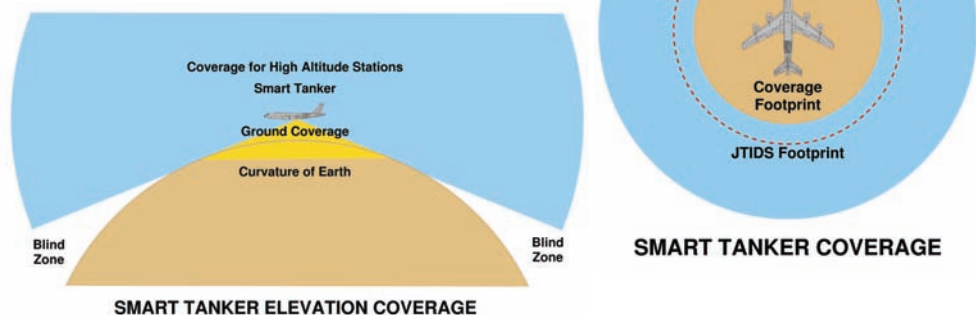 Coverage for High Altitude Stations
Smart Tanker
Ground Coverage
Curvature of Earth
Blind
Zone
Blind
Zone
SMART TANKER ELEVATION COVERAGE
Coverage
Footprint
JTIDS Footprint
SMART TANKER COVERAGE